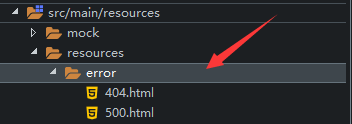 src/main/resources
mock
resources
error
404.html
500.html